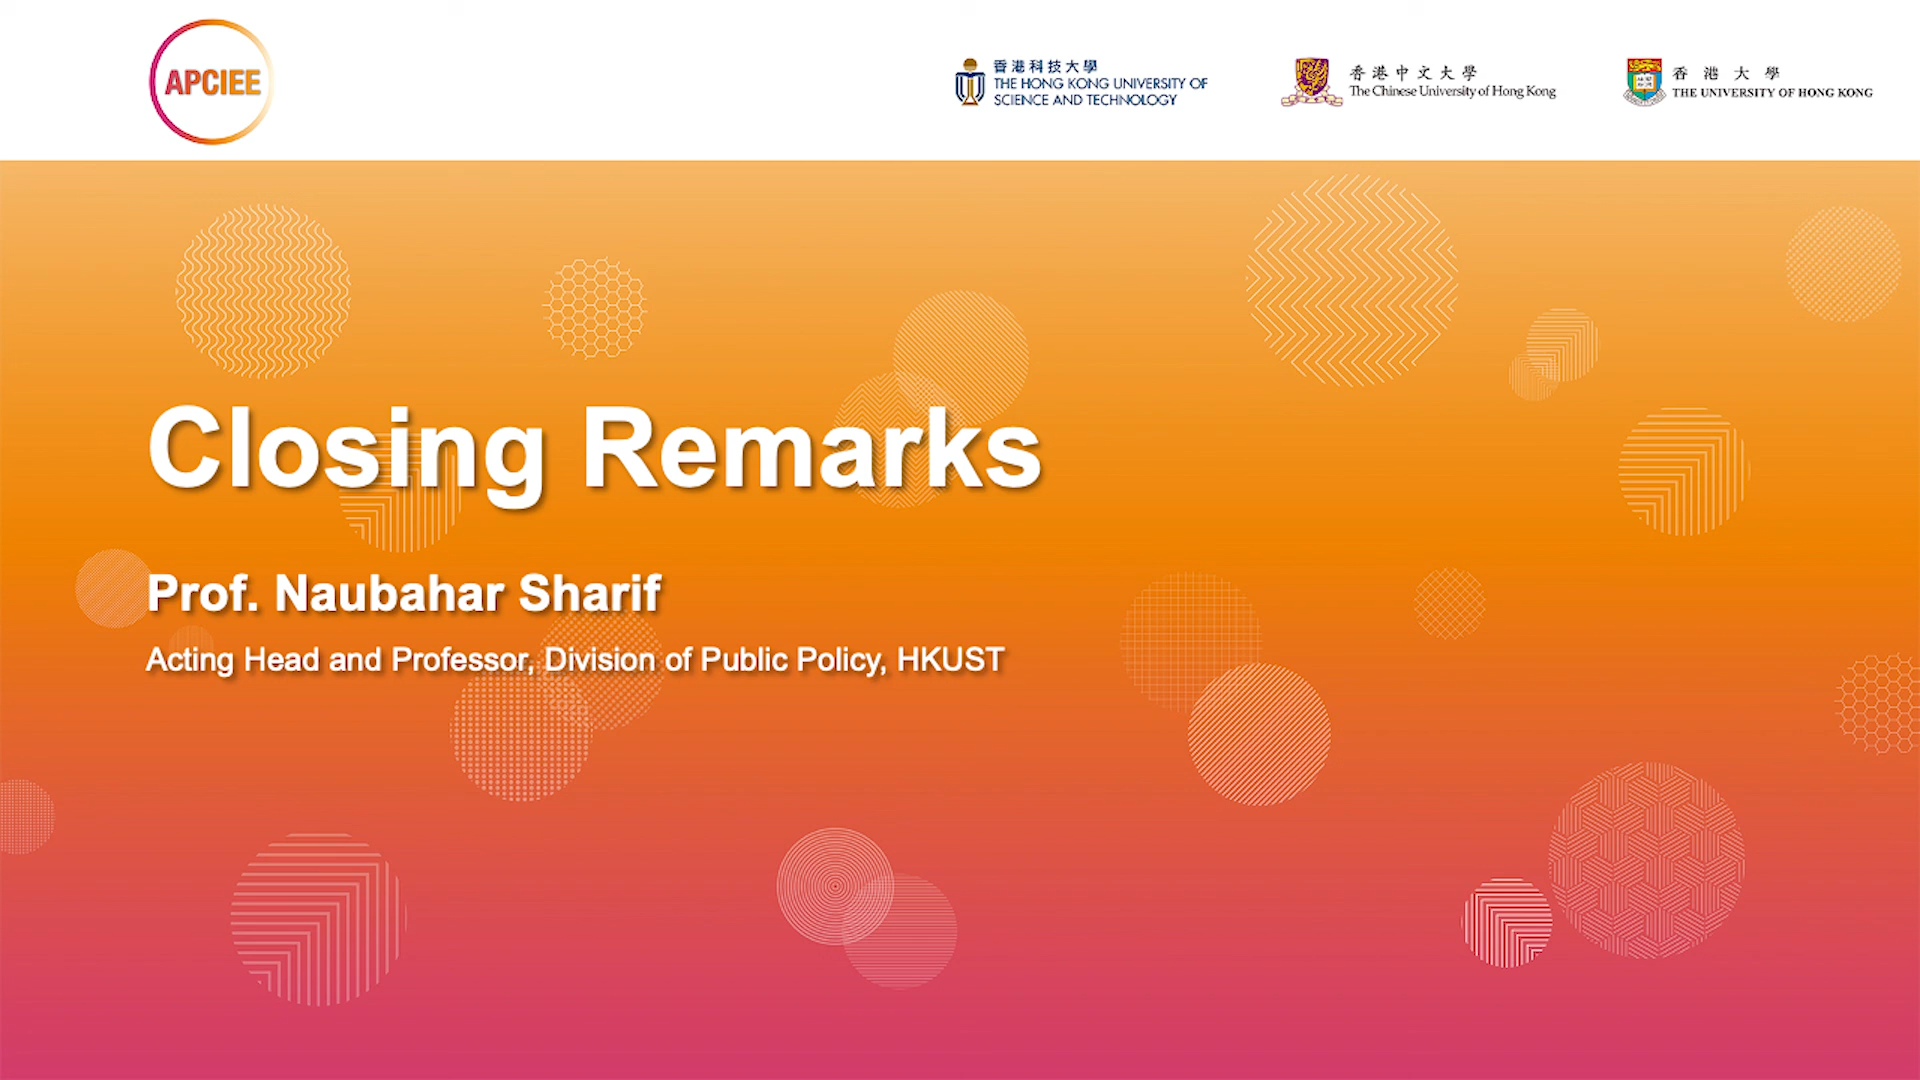 APCIEE
香港科技大學
THE HONG KONG UNIVERSITY OF
SCIENCE AND TECHNOLOGY
香港中文大學
The Chinese University of Hong Kong
香港大學
THE UNIVERSITY OF HONG KONG
Closing Remarks
Prof. Naubahar Sharif
Acting Head and Professor, Division of Public Policy, HKUST